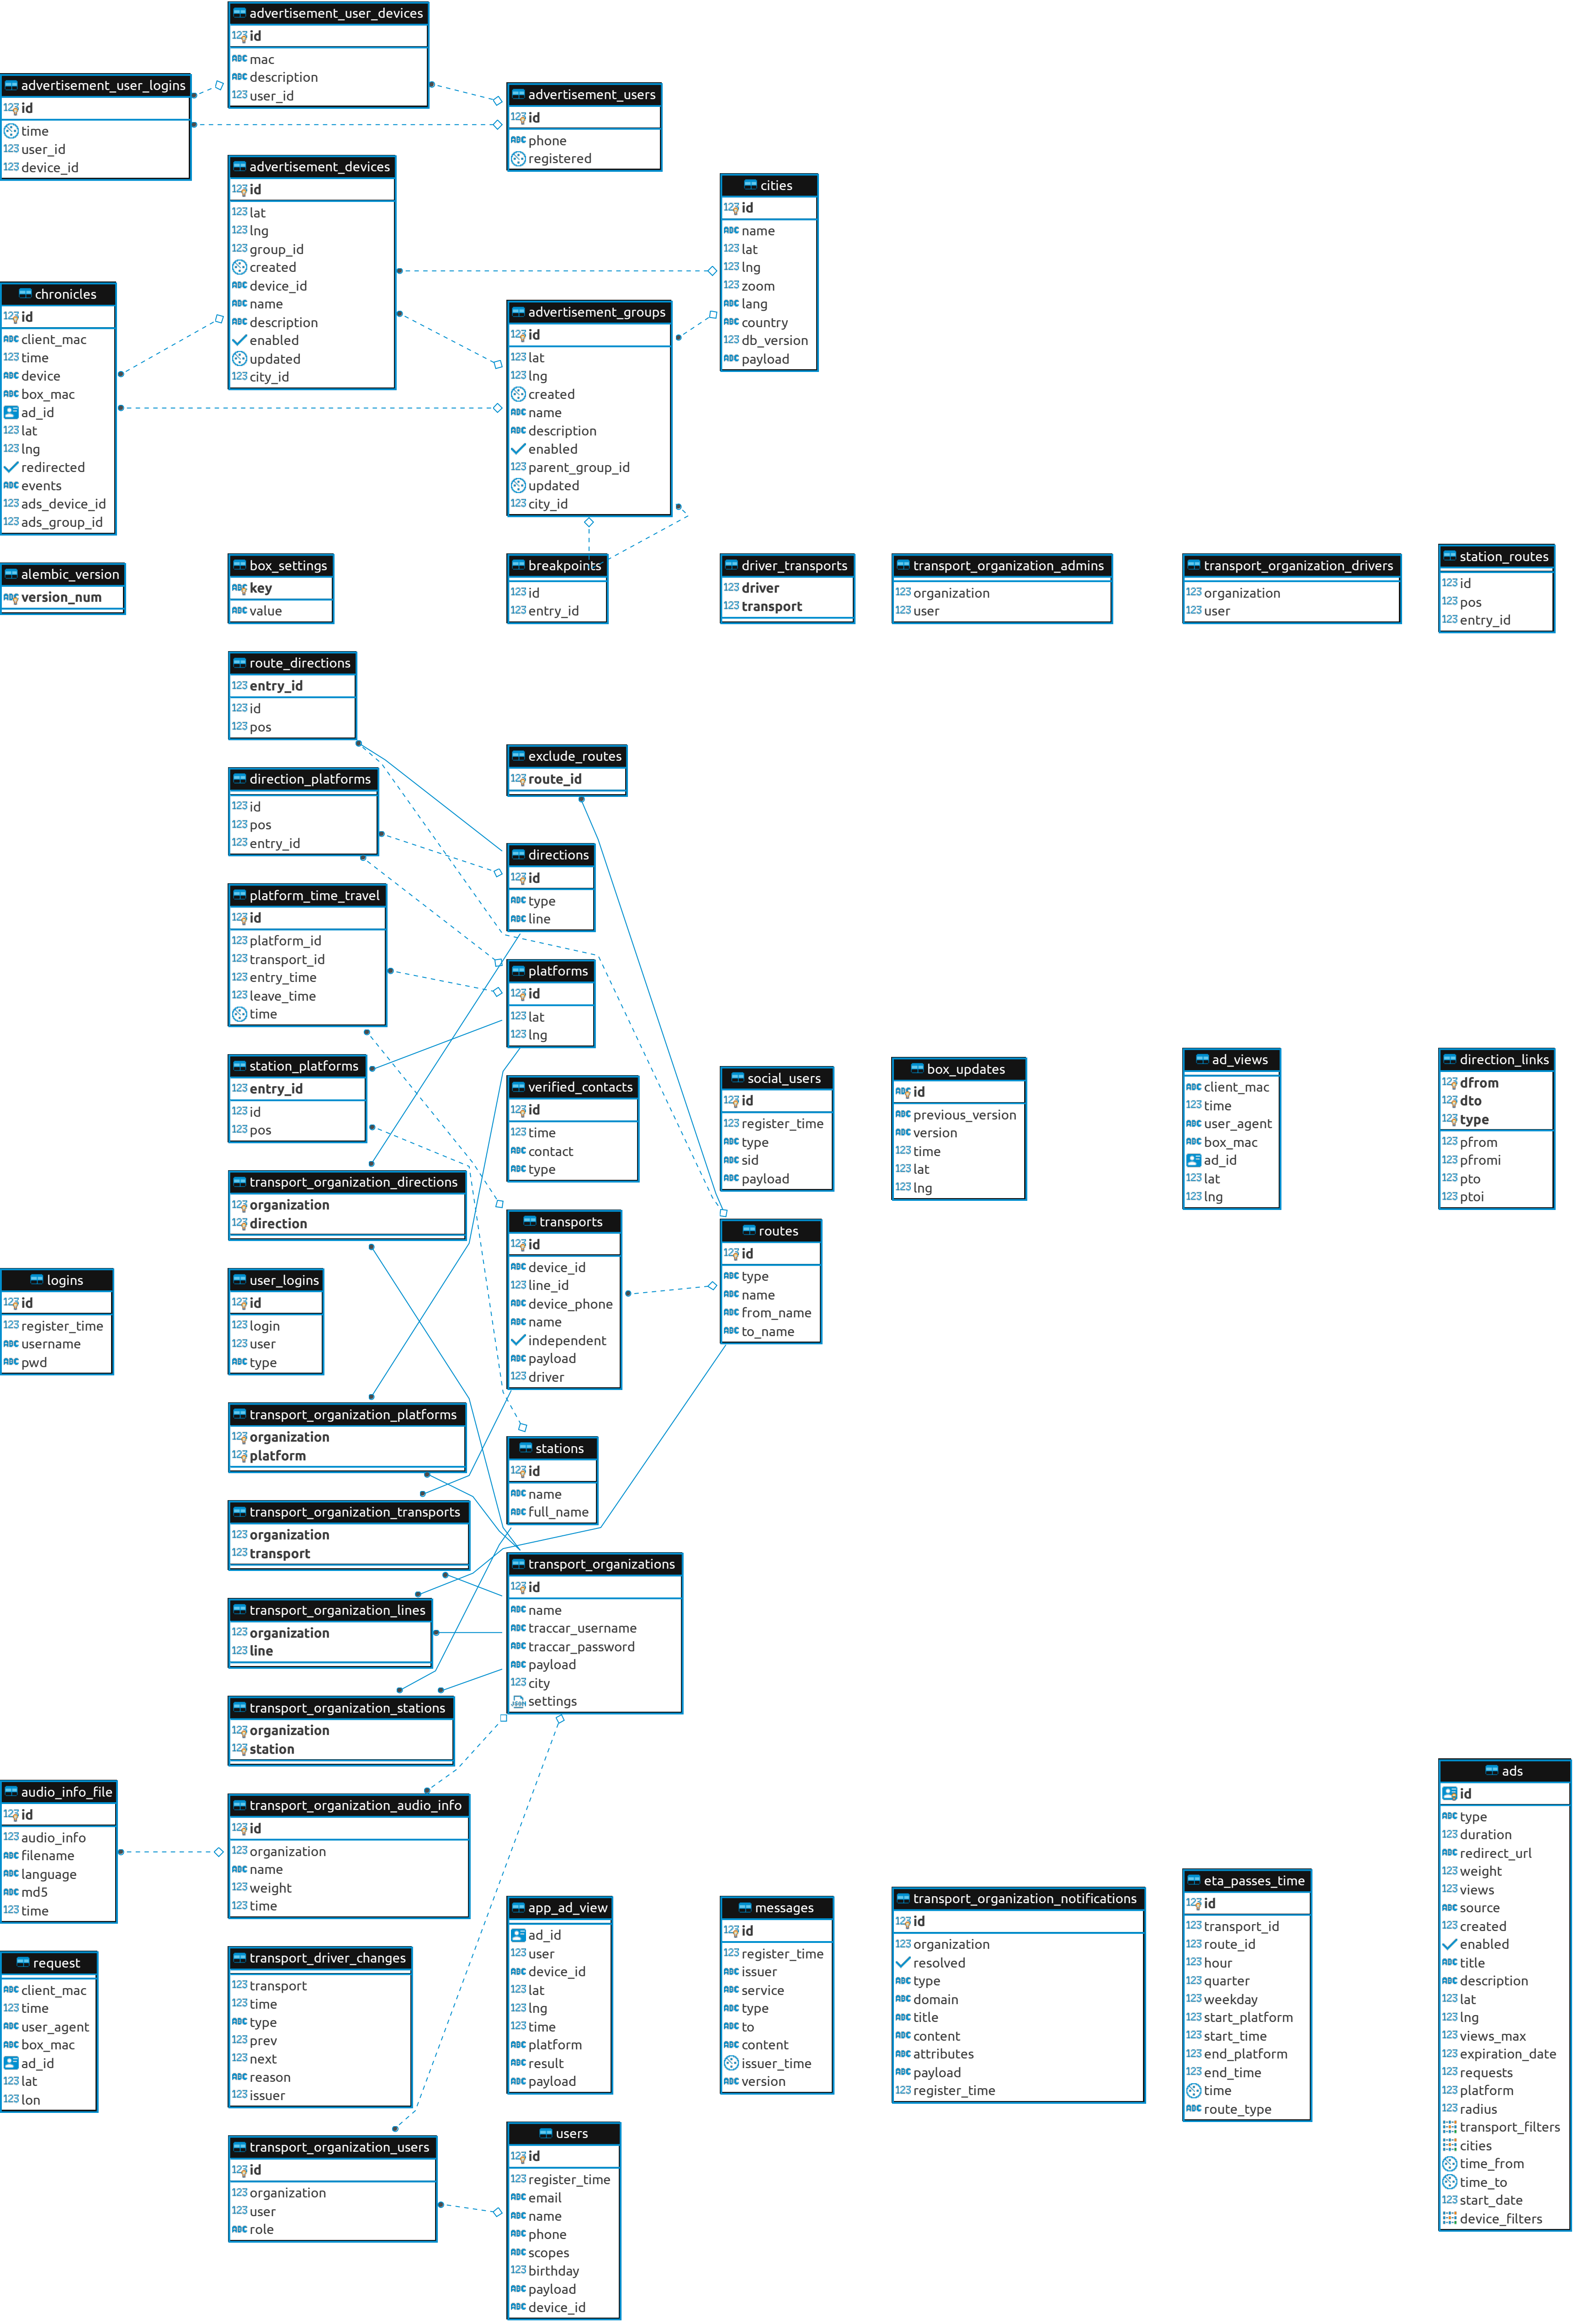 advertisement_user_devices
id
mac
description
user_id
advertisement_user_logins
id
time
user_id
device_id
advertisement_users
id
phone
registered
advertisement_devices
id
lat
lng
group_id
created
device_id
name
description
enabled
updated
city_id
cities
id
name
lat
lng
zoom
lang
country
db_version
payload
chronicles
id
client_mac
time
device
box_mac
ad_id
lat
lng
redirected
events
ads_device_id
ads_group_id
advertisement_groups
id
lat
lng
created
name
description
enabled
parent_group_id
updated
city_id
alembic_version
version_num
box_settings
key
value
breakpoints
id
entry_id
driver_transports
driver
transport
transport_organization_admins
organization
user
transport_organization_drivers
organization
user
station_routes
id
pos
entry_id
route_directions
entry_id
id
pos
exclude_routes
route_id
direction_platforms
id
pos
entry_id
directions
id
type
line
platform_time_travel
id
platform_id
transport_id
entry_time
leave_time
time
platforms
id
lat
lng
station_platforms
entry_id
id
pos
verified_contacts
id
time
contact
type
social_users
id
register_time
type
sid
payload
box_updates
id
previous_version
version
time
lat
lng
ad_views
client_mac
time
user_agent
box_mac
ad_id
lat
lng
direction_links
dfrom
dto
type
pfrom
pfromi
pto
ptoi
transport_organization_directions
organization
direction
transports
id
device_id
line_id
device_phone
name
independent
payload
driver
routes
id
type
name
from_name
to_name
logins
id
register_time
username
pwd
user_logins
id
login
user
type
transport_organization_platforms
organization
platform
stations
id
name
full_name
transport_organization_transports
organization
transport
transport_organizations
id
name
traccar_username
traccar_password
payload
city
settings
transport_organization_lines
organization
line
transport_organization_stations
organization
station
audio_info_file
id
audio_info
filename
language
md5
time
transport_organization_audio_info
id
organization
name
weight
time
ads
id
type
duration
redirect_url
weight
views
source
created
enabled
title
description
lat
lng
views_max
expiration_date
requests
platform
radius
transport_filters
cities
time_from
time_to
start_date
device_filters
request
client_mac
time
user_agent
box_mac
ad_id
lat
lon
transport_driver_changes
transport
time
type
prev
next
reason
issuer
app_ad_view
ad_id
user
device_id
lat
lng
time
platform
result
payload
messages
id
register_time
issuer
service
type
to
content
issuer_time
version
transport_organization_notifications
id
organization
resolved
type
domain
title
content
attributes
payload
register_time
eta_passes_time
id
transport_id
route_id
hour
quarter
weekday
start_platform
start_time
end_platform
end_time
time
route_type
transport_organization_users
id
organization
user
role
users
id
register_time
email
name
phone
scopes
birthday
payload
device_id